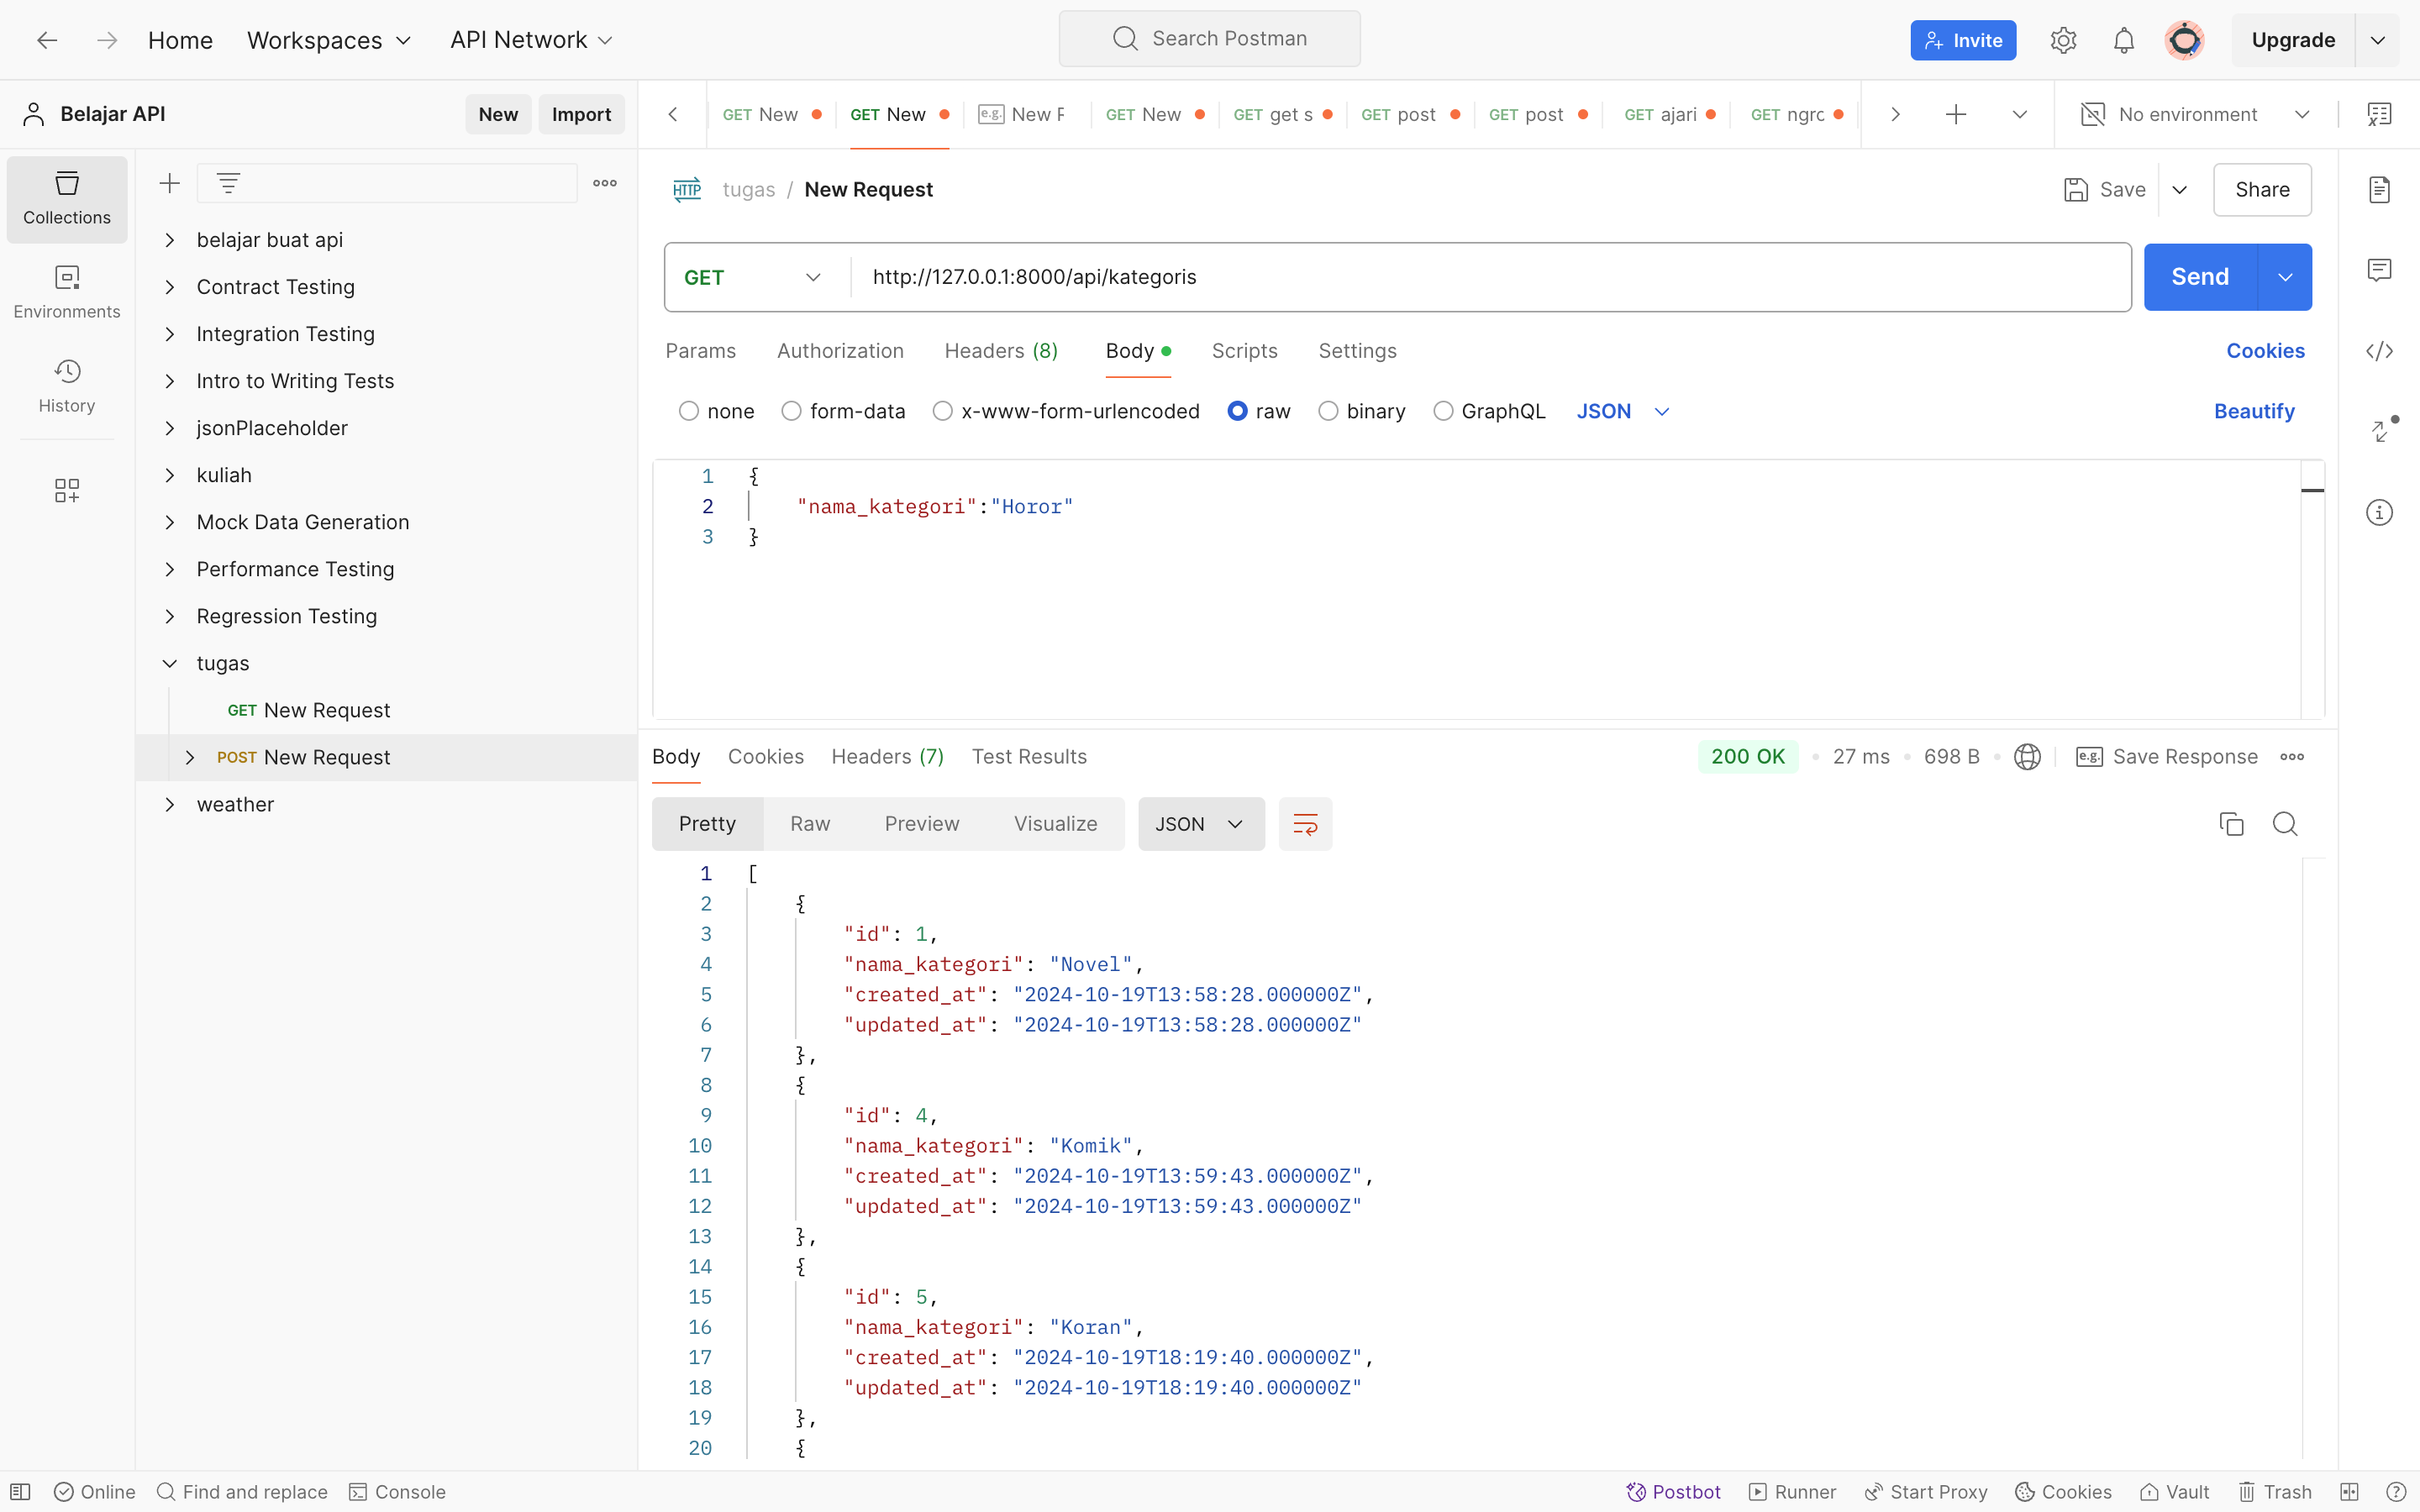 Home Workspaces API Network Search Postman Invite Upgrade
Belajar API New Import
GET New GET New e.g. New F GET New GET get s GET post GET post GET ajari GET ngrc No environment
Collections
Environments
History
belajar buat api
Contract Testing
Integration Testing
Intro to Writing Tests
jsonPlaceholder
kuliah
Mock Data Generation
Performance Testing
Regression Testing
tugas
GET New Request
POST New Request
weather
HTTP tugas / New Request Save Share
GET http://127.0.0.1:8000/api/kategoris Send
Params Authorization Headers (8) Body Scripts Settings Cookies
none form-data x-www-form-urlencoded raw binary GraphQL JSON Beautify
1 {
2 "nama_kategori":"Horor"
3 }
Body Cookies Headers (7) Test Results 200 OK • 27 ms • 698 B • e.g. Save Response
Pretty Raw Preview Visualize JSON
1 [
2 {
3 "id": 1,
4 "nama_kategori": "Novel",
5 "created_at": "2024-10-19T13:58:28.000000Z",
6 "updated_at": "2024-10-19T13:58:28.000000Z"
7 },
8 {
9 "id": 4,
10 "nama_kategori": "Komik",
11 "created_at": "2024-10-19T13:59:43.000000Z",
12 "updated_at": "2024-10-19T13:59:43.000000Z"
13 },
14 {
15 "id": 5,
16 "nama_kategori": "Koran",
17 "created_at": "2024-10-19T18:19:40.000000Z",
18 "updated_at": "2024-10-19T18:19:40.000000Z"
19 },
20 {
Online Find and replace Console Postbot Runner Start Proxy Cookies Vault Trash